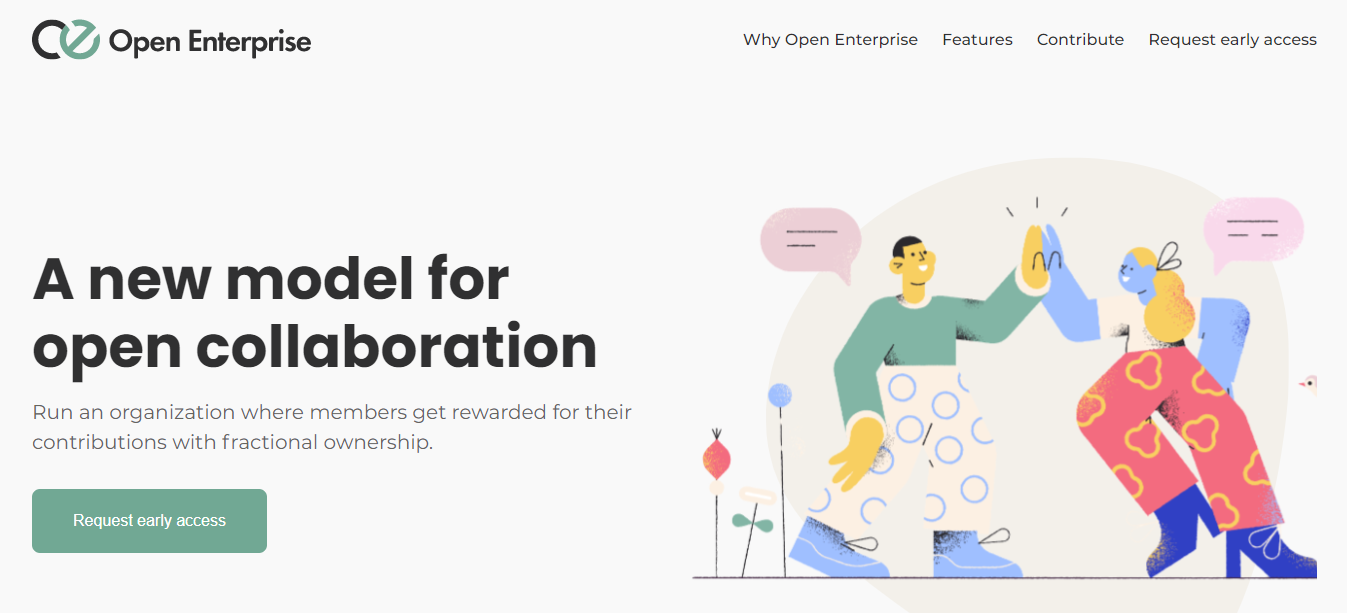 Open Enterprise
Why Open Enterprise
Features
Contribute
Request early access
A new model for
open collaboration
Run an organization where members get rewarded for their
contributions with fractional ownership.
Request early access